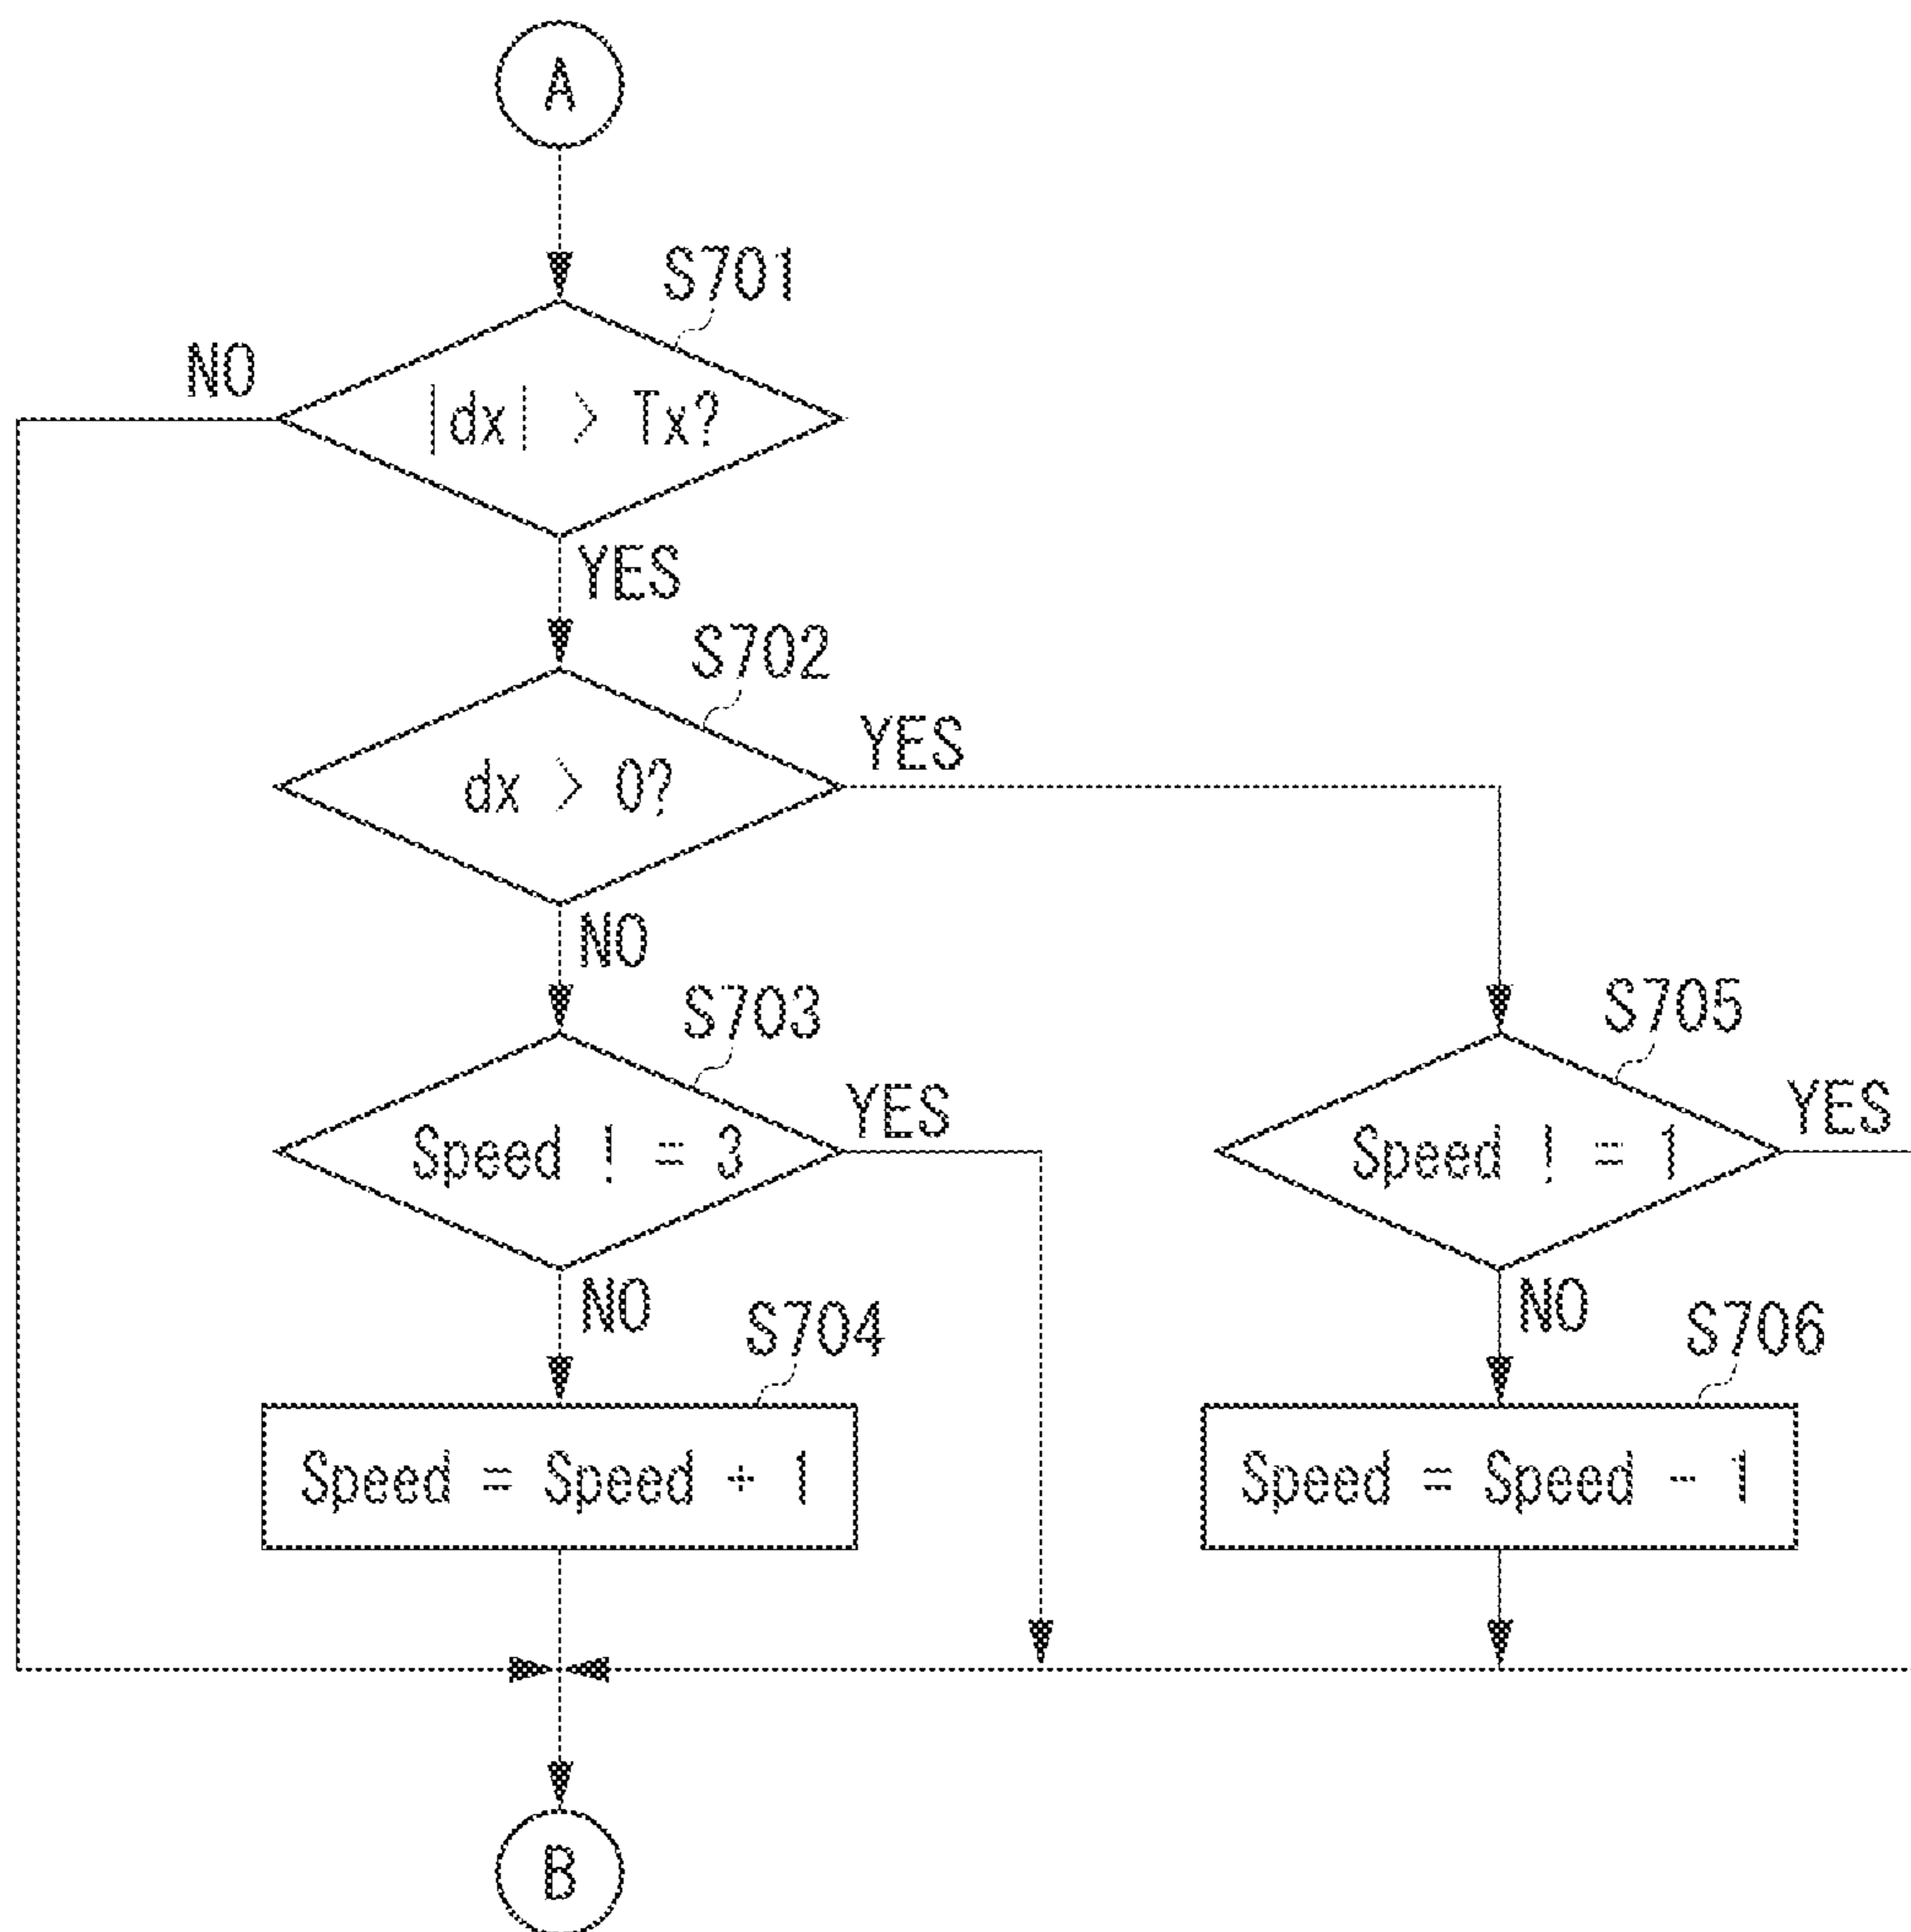 A
S701
NO
|dx| > Tx?
YES
S702
YES
dx > 0?
NO
S703
S705
YES
YES
Speed ! = 3
Speed ! = 1
NO
NO
S704
S706
Speed = Speed + 1
Speed = Speed - 1
B